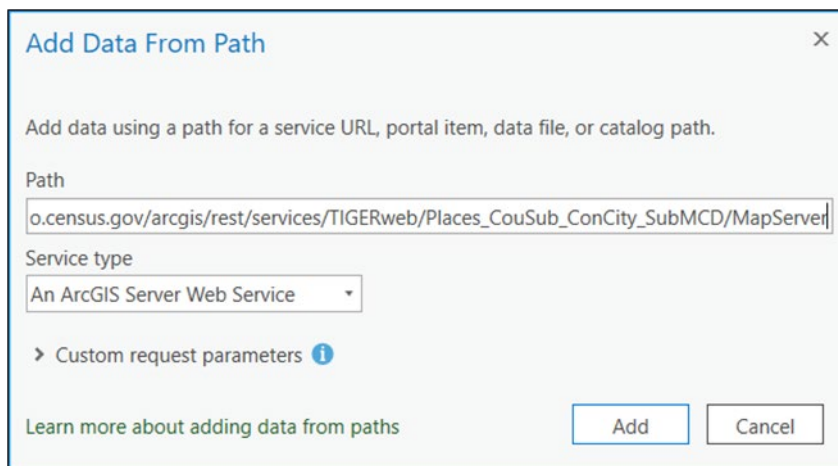 Add Data From Path
Add data using a path for a service URL, portal item, data file, or catalog path.
Path
o.census.gov/arcgis/rest/services/TIGERweb/Places_CouSub_ConCity_SubMCD/MapServer
Service type
An ArcGIS Server Web Service
Custom request parameters
Learn more about adding data from paths
Add
Cancel